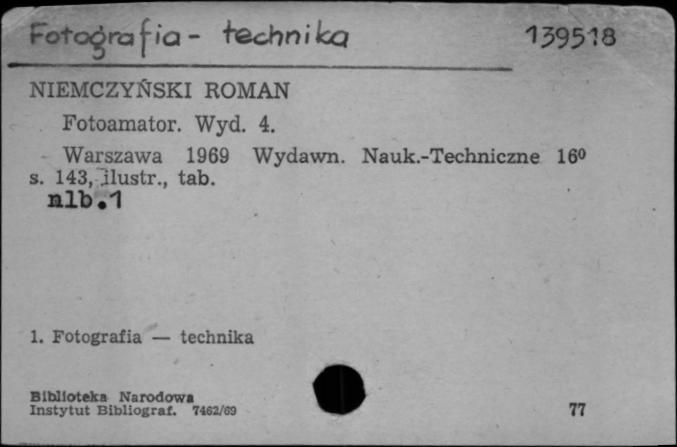 Fotografia - technika 139518
NIEMCZYŃSKI ROMAN
Fotoamator. Wyd. 4.
Warszawa 1969 Wydawn. Nauk.-Techniczne 16⁰
s. 143, ilustr., tab.
nlb.1
1. Fotografia — technika
Biblioteka Narodowa
Instytut Bibliograf. 7462/69 77